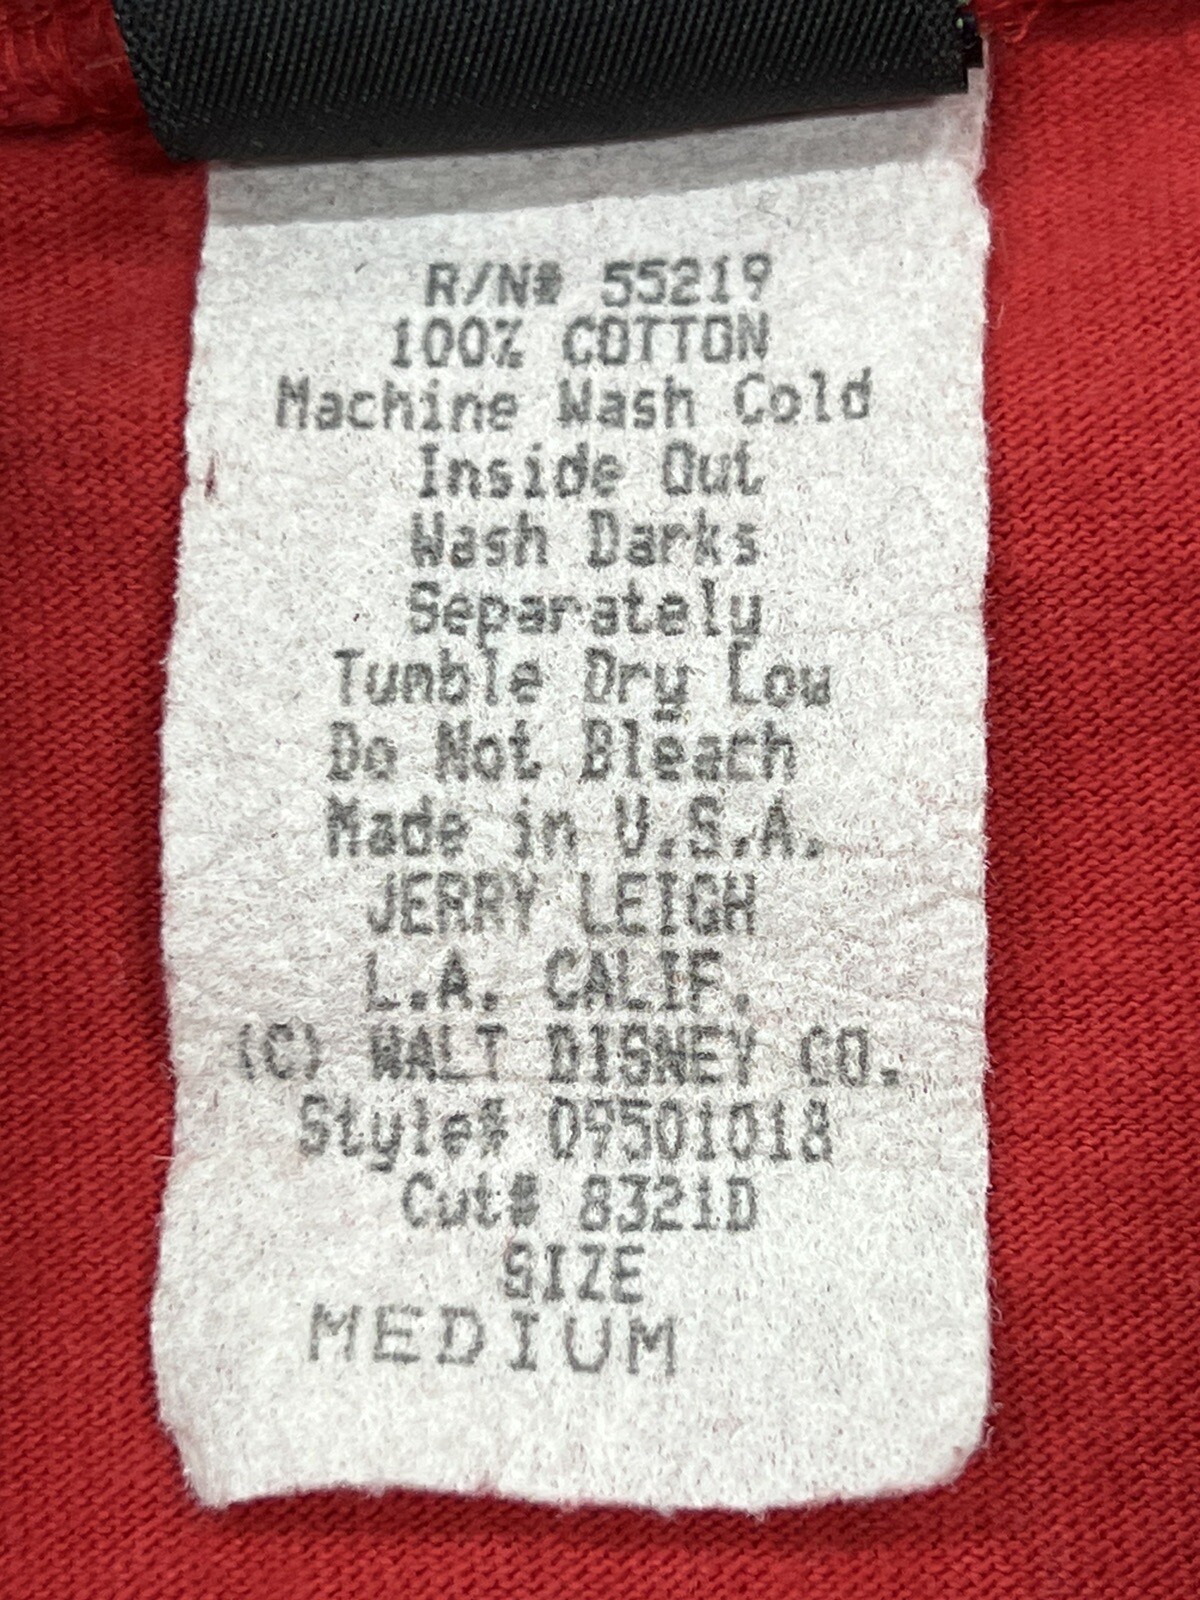 R/N# 55219
100% COTTON
Machine Wash Cold
Inside Out
Wash Darks
Separately
Tumble Dry Low
Do Not Bleach
Made in U.S.A.
JERRY LEIGH
L.A. CALIF.
(C) WALT DISNEY CO.
Style# 09501018
Cut# 8321D
SIZE
MEDIUM